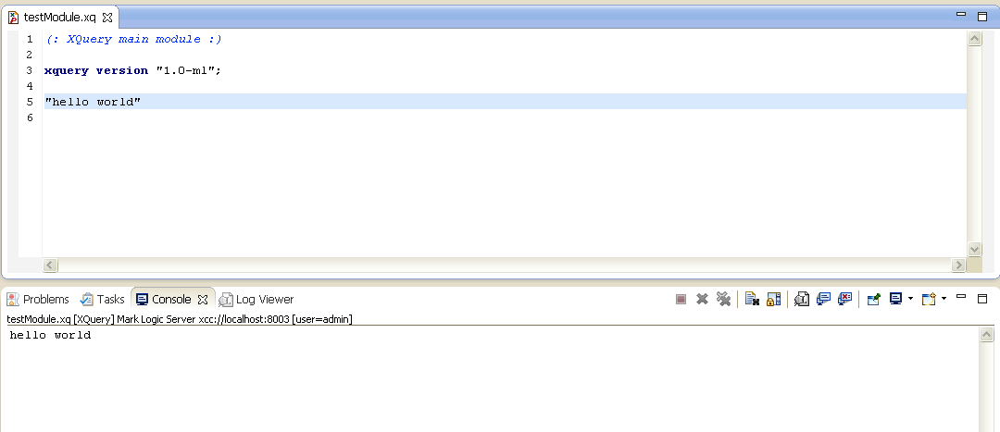 testModule.xq
1 (: XQuery main module :)
2
3 xquery version "1.0-ml";
4
5 "hello world"
6
Problems Tasks Console Log Viewer
testModule.xq [XQuery] Mark Logic Server xcc://localhost:8003 [user=admin]
hello world